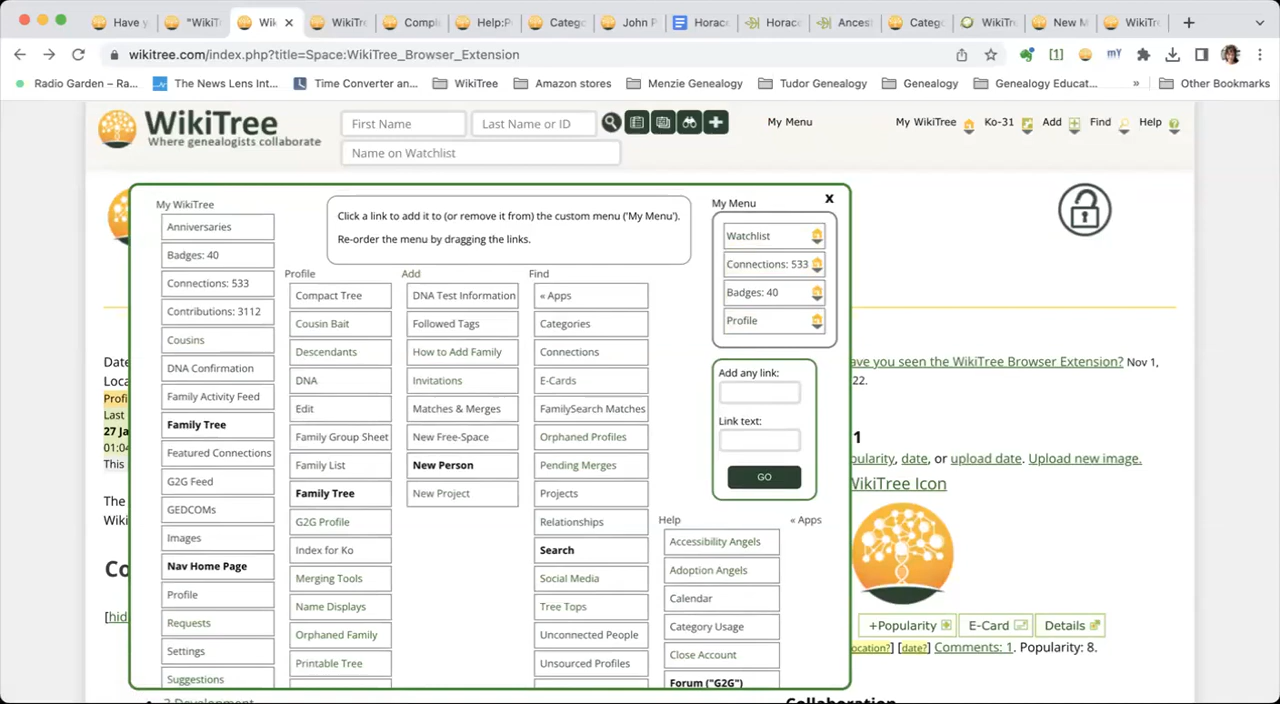 Have y
"WikiT
Wik
WikiTr
Comple
Help:P
Catego
John P
Horace
Horac
Ances
Catego
WikiTr
New M
WikiTr
wikitree.com/index.php?title=Space:WikiTree_Browser_Extension
[1]
mY
Radio Garden – Ra...
The News Lens Int...
Time Converter an...
WikiTree
Amazon stores
Menzie Genealogy
Tudor Genealogy
Genealogy
Genealogy Educat...
»
Other Bookmarks
WikiTree
Where genealogists collaborate
First Name
Last Name or ID
Name on Watchlist
My Menu
My WikiTree
Ko-31
Add
Find
Help
x
Click a link to add it to (or remove it from) the custom menu ('My Menu').
Re-order the menu by dragging the links.
My WikiTree
Anniversaries
Badges: 40
Connections: 533
Contributions: 3112
Cousins
DNA Confirmation
Family Activity Feed
Family Tree
Featured Connections
G2G Feed
GEDCOMs
Images
Nav Home Page
Profile
Requests
Settings
Suggestions
Profile
Compact Tree
Cousin Bait
Descendants
DNA
Edit
Family Group Sheet
Family List
Family Tree
G2G Profile
Index for Ko
Merging Tools
Name Displays
Orphaned Family
Printable Tree
Add
DNA Test Information
Followed Tags
How to Add Family
Invitations
Matches & Merges
New Free-Space
New Person
New Project
Find
« Apps
Categories
Connections
E-Cards
FamilySearch Matches
Orphaned Profiles
Pending Merges
Projects
Relationships
Search
Social Media
Tree Tops
Unconnected People
Unsourced Profiles
My Menu
Watchlist
Connections: 533
Badges: 40
Profile
Add any link:
Link text:
GO
Help
« Apps
Accessibility Angels
Adoption Angels
Calendar
Category Usage
Close Account
Forum ("G2G")
Date
Loca
Profi
Last
27 Ja
01:04
This
The
Wiki
Co
[hid
2 Development
ave you seen the WikiTree Browser Extension? Nov 1,
22.
1
pularity, date, or upload date. Upload new image.
WikiTree Icon
+Popularity
E-Card
Details
ocation?] [date?] Comments: 1. Popularity: 8.
Collaboration